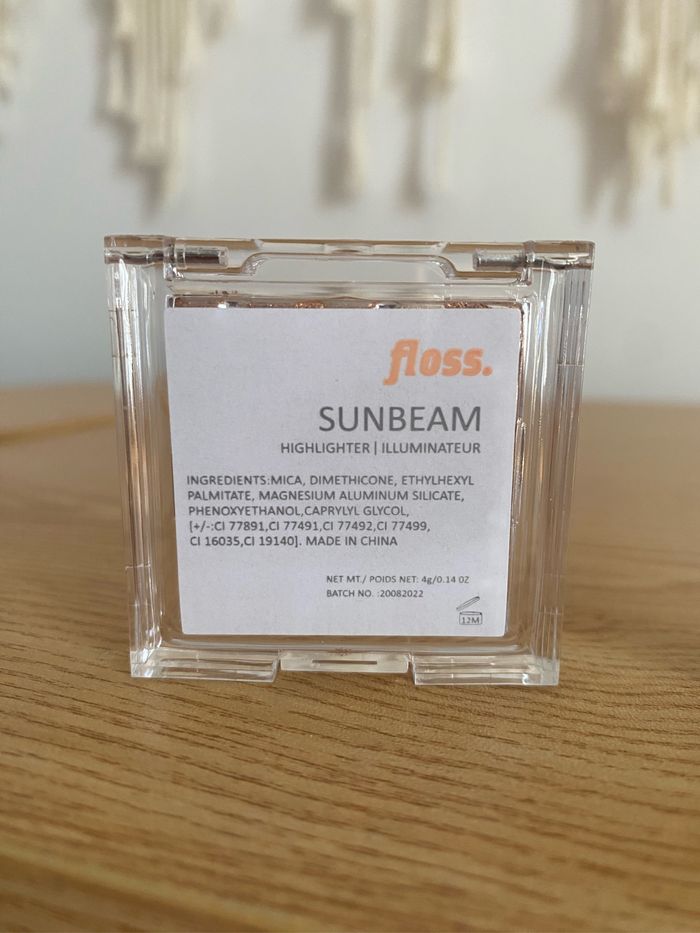 floss.
SUNBEAM
HIGHLIGHTER | ILLUMINATEUR
INGREDIENTS:MICA, DIMETHICONE, ETHYLHEXYL
PALMITATE, MAGNESIUM ALUMINUM SILICATE,
PHENOXYETHANOL,CAPRYLYL GLYCOL,
[+/-:CI 77891,CI 77491,CI 77492,CI 77499,
CI 16035,CI 19140]. MADE IN CHINA
NET MT./ POIDS NET: 4g/0.14 OZ
BATCH NO. :20082022
12M